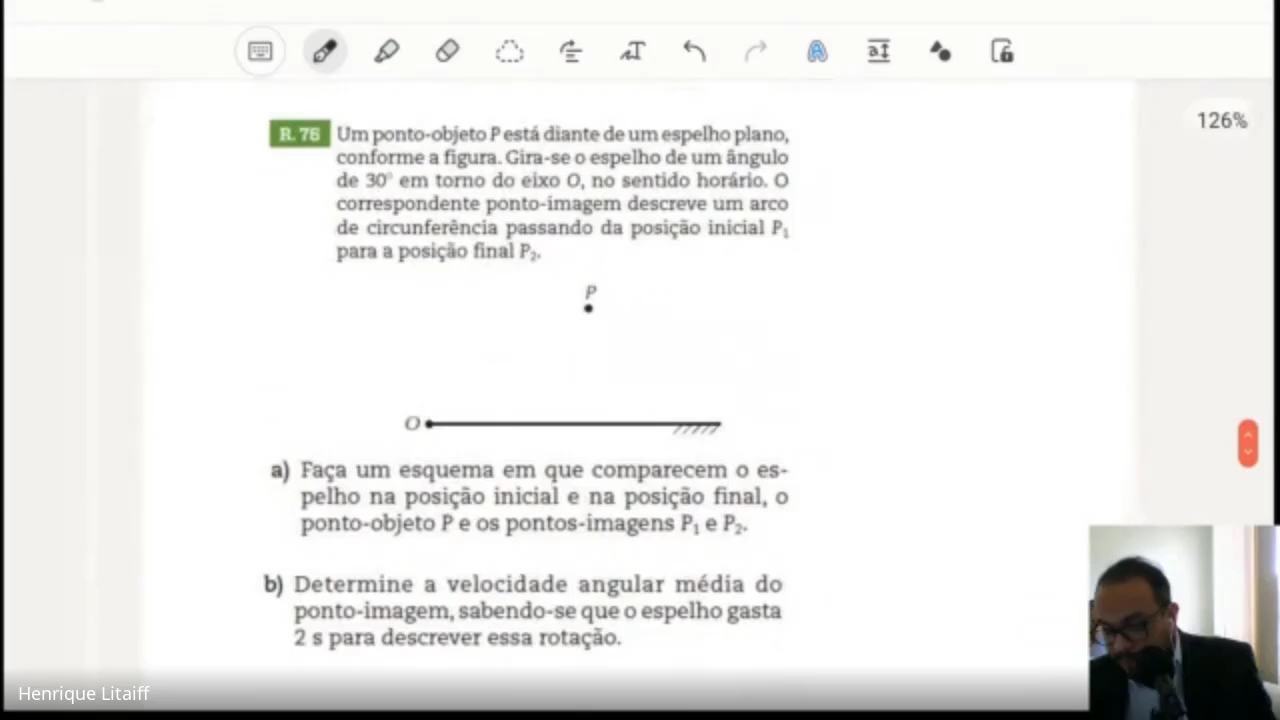 126%
R. 76 Um ponto-objeto P está diante de um espelho plano,
conforme a figura. Gira-se o espelho de um ângulo
de 30° em torno do eixo O, no sentido horário. O
correspondente ponto-imagem descreve um arco
de circunferência passando da posição inicial P₁
para a posição final P₂.
P
O
a) Faça um esquema em que comparecem o es-
pelho na posição inicial e na posição final, o
ponto-objeto P e os pontos-imagens P₁ e P₂.
b) Determine a velocidade angular média do
ponto-imagem, sabendo-se que o espelho gasta
2 s para descrever essa rotação.
Henrique Litaiff